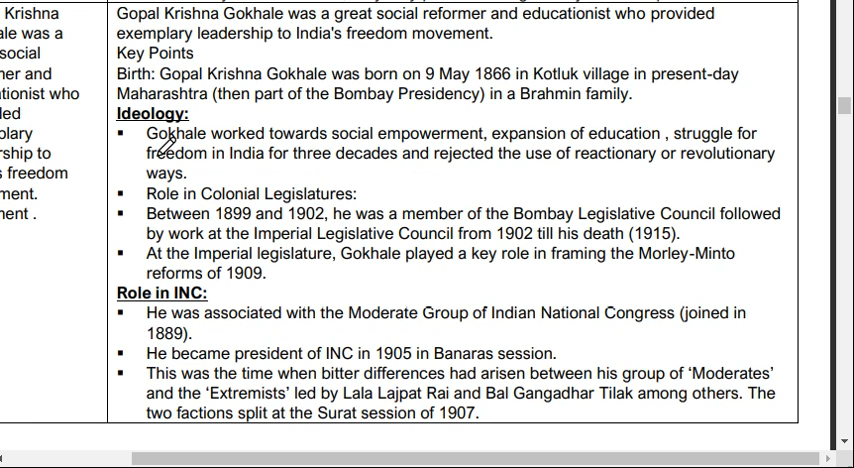 Krishna
ale was a
social
ner and
ationist who
led
plary
rship to
s freedom
ment.
nent .
Gopal Krishna Gokhale was a great social reformer and educationist who provided
exemplary leadership to India's freedom movement.
Key Points
Birth: Gopal Krishna Gokhale was born on 9 May 1866 in Kotluk village in present-day
Maharashtra (then part of the Bombay Presidency) in a Brahmin family.
Ideology:
▪ Gokhale worked towards social empowerment, expansion of education , struggle for
freedom in India for three decades and rejected the use of reactionary or revolutionary
ways.
▪ Role in Colonial Legislatures:
▪ Between 1899 and 1902, he was a member of the Bombay Legislative Council followed
by work at the Imperial Legislative Council from 1902 till his death (1915).
▪ At the Imperial legislature, Gokhale played a key role in framing the Morley-Minto
reforms of 1909.
Role in INC:
▪ He was associated with the Moderate Group of Indian National Congress (joined in
1889).
▪ He became president of INC in 1905 in Banaras session.
▪ This was the time when bitter differences had arisen between his group of ‘Moderates’
and the ‘Extremists’ led by Lala Lajpat Rai and Bal Gangadhar Tilak among others. The
two factions split at the Surat session of 1907.